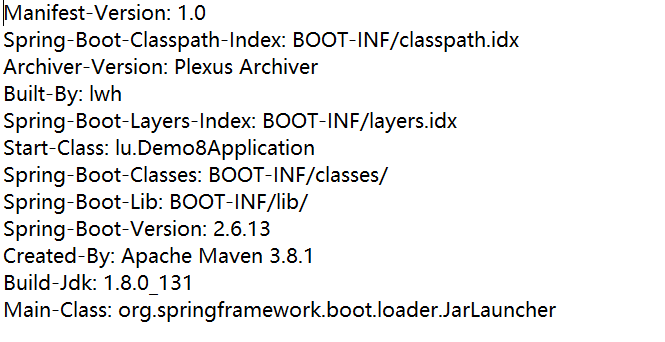 Manifest-Version: 1.0
Spring-Boot-Classpath-Index: BOOT-INF/classpath.idx
Archiver-Version: Plexus Archiver
Built-By: lwh
Spring-Boot-Layers-Index: BOOT-INF/layers.idx
Start-Class: lu.Demo8Application
Spring-Boot-Classes: BOOT-INF/classes/
Spring-Boot-Lib: BOOT-INF/lib/
Spring-Boot-Version: 2.6.13
Created-By: Apache Maven 3.8.1
Build-Jdk: 1.8.0_131
Main-Class: org.springframework.boot.loader.JarLauncher